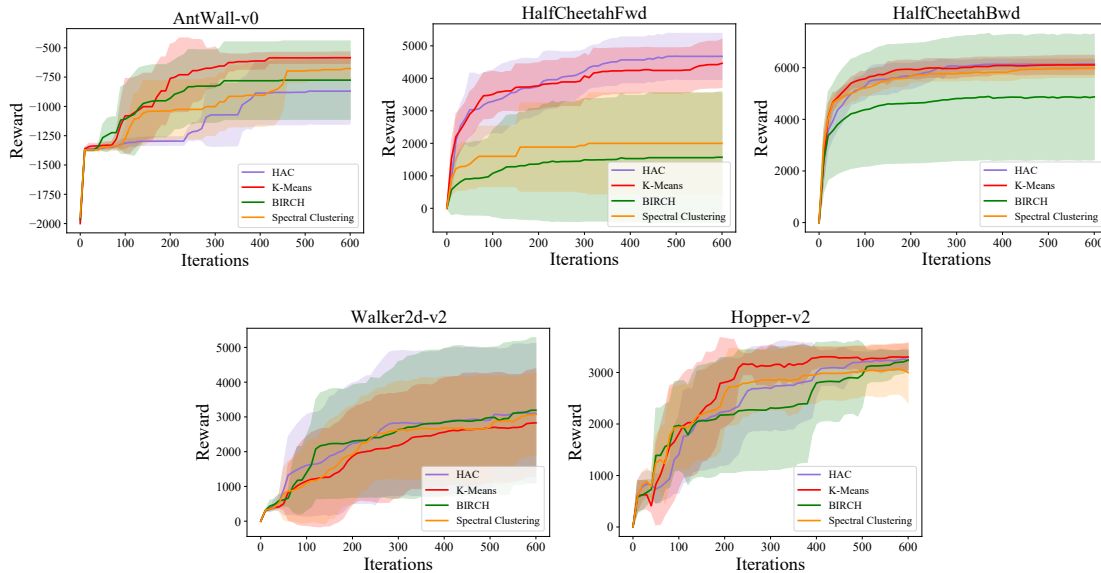 AntWall-v0
−500
−750
−1000
−1250
−1500
−1750
−2000
Reward
0 100 200 300 400 500 600
Iterations
HAC
K-Means
BIRCH
Spectral Clustering
HalfCheetahFwd
5000
4000
3000
2000
1000
0
Reward
0 100 200 300 400 500 600
Iterations
HAC
K-Means
BIRCH
Spectral Clustering
HalfCheetahBwd
6000
4000
2000
0
Reward
0 100 200 300 400 500 600
Iterations
HAC
K-Means
BIRCH
Spectral Clustering
Walker2d-v2
5000
4000
3000
2000
1000
0
Reward
0 100 200 300 400 500 600
Iterations
HAC
K-Means
BIRCH
Spectral Clustering
Hopper-v2
3000
2000
1000
0
Reward
0 100 200 300 400 500 600
Iterations
HAC
K-Means
BIRCH
Spectral Clustering